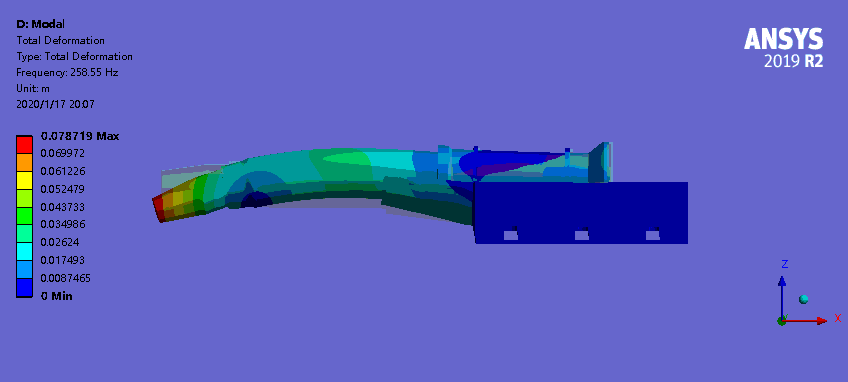 D: Modal
Total Deformation
Type: Total Deformation
Frequency: 258.55 Hz
Unit: m
2020/1/17 20:07
ANSYS
2019 R2
0.078719 Max
0.069972
0.061226
0.052479
0.043733
0.034986
0.02624
0.017493
0.0087465
0 Min
Z
X